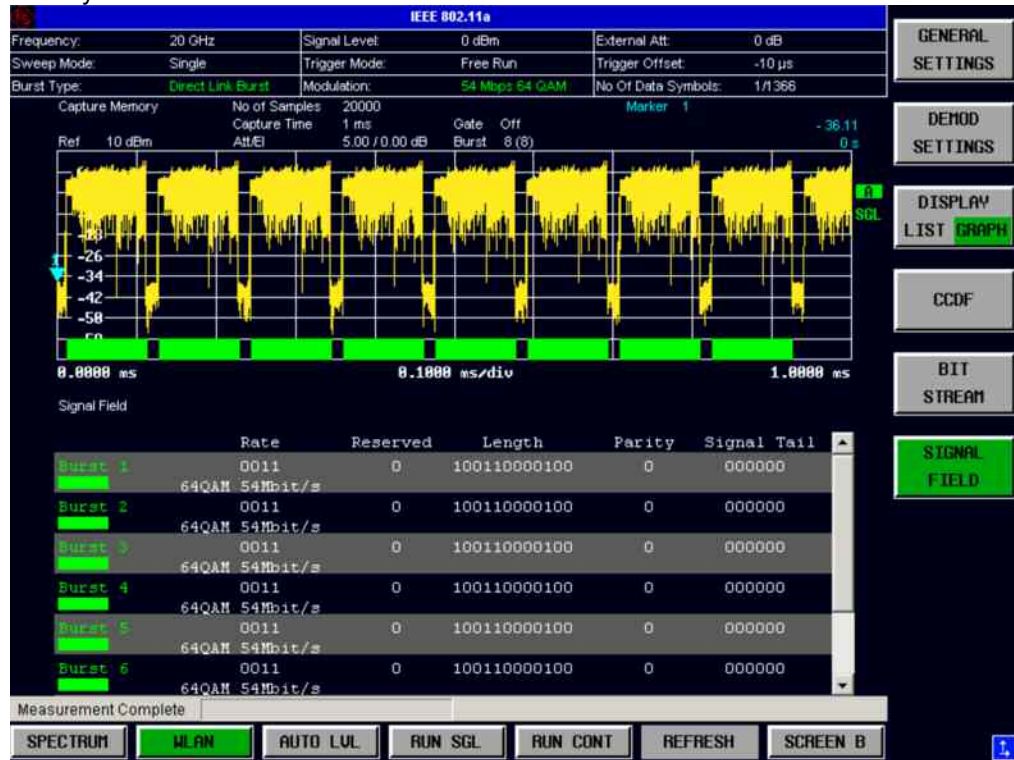 IEEE 802.11a
Frequency: 20 GHz Signal Level: 0 dBm External Att: 0 dB
Sweep Mode: Single Trigger Mode: Free Run Trigger Offset: -10 µs
Burst Type: Direct Link Burst Modulation: 54 Mbps 64 QAM No Of Data Symbols: 1/1366
Capture Memory No of Samples 20000 Marker 1
Capture Time 1 ms Gate Off -36.11
Ref 10 dBm Att/El 5.00 / 0.00 dB Burst 8 (8) 0 s
A
SGL
-18
-26
1
-34
-42
-50
0.0000 ms 0.1000 ms/div 1.0000 ms
Signal Field
Rate Reserved Length Parity Signal Tail
Burst 1 0011 0 100110000100 0 000000
64QAM 54Mbit/s
Burst 2 0011 0 100110000100 0 000000
64QAM 54Mbit/s
Burst 3 0011 0 100110000100 0 000000
64QAM 54Mbit/s
Burst 4 0011 0 100110000100 0 000000
64QAM 54Mbit/s
Burst 5 0011 0 100110000100 0 000000
64QAM 54Mbit/s
Burst 6 0011 0 100110000100 0 000000
64QAM 54Mbit/s
Measurement Complete
SPECTRUM WLAN AUTO LVL RUN SGL RUN CONT REFRESH SCREEN B
GENERAL
SETTINGS
DEMOD
SETTINGS
DISPLAY
LIST GRAPH
CCDF
BIT
STREAM
SIGNAL
FIELD